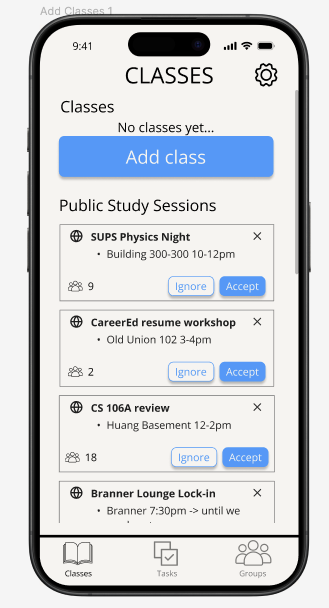 Add Classes 1
9:41
CLASSES
Classes
No classes yet...
Add class
Public Study Sessions
SUPS Physics Night
• Building 300-300 10-12pm
9
Ignore
Accept
CareerEd resume workshop
• Old Union 102 3-4pm
2
Ignore
Accept
CS 106A review
• Huang Basement 12-2pm
18
Ignore
Accept
Branner Lounge Lock-in
• Branner 7:30pm -> until we
Classes
Tasks
Groups